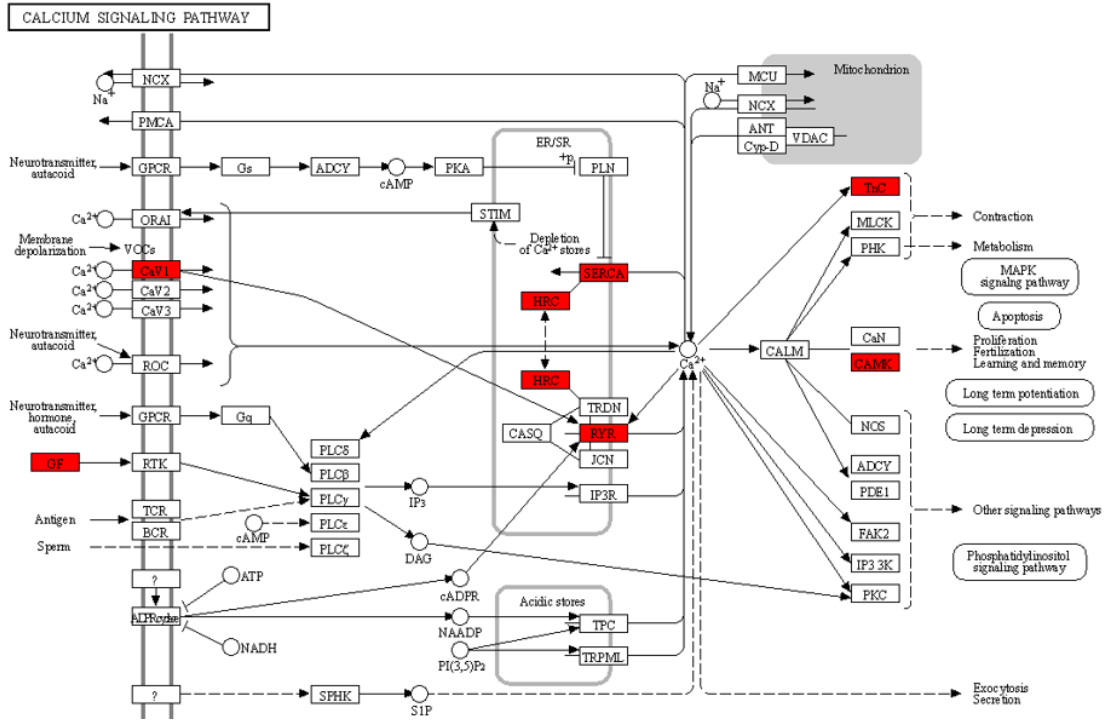 CALCIUM SIGNALING PATHWAY
NCX
Na+
PMCA
Neurotransmitter,
autacoid
GPCR
Gs
ADCY
cAMP
PKA
ER/SR
+p
PLN
Ca2+
ORAI
STIM
Membrane
depolarization
VOCs
Depletion
of Ca2+ stores
Ca2+
CaV1
Ca2+
CaV2
Ca2+
CaV3
SERCA
HRC
HRC
Neurotransmitter,
autacoid
Ca2+
ROC
Neurotransmitter,
hormone,
autacoid
GPCR
Gq
TRDN
CASQ
RYR
JCN
GF
RTK
PLCδ
PLCβ
PLCγ
PLCε
PLCζ
IP3
IP3R
TCR
BCR
Antigen
Sperm
cAMP
DAG
?
ATP
NADH
cADPR
NAADP
PI(3,5)P2
Acidic stores
TPC
TRPML
?
SPHK
S1P
MCU
Mitochondrion
Na+
NCX
ANT
Cyp-D
VDAC
Ca2+
CALM
TnC
MLCK
PHK
Contraction
Metabolism
MAPK
signalng pathway
Apoptosis
CaN
CAMK
Proliferation
Fertilization
Learning and memory
Long term potentiation
Long term depression
NOS
ADCY
PDE1
FAK2
IP3 3K
PKC
Other signaling pathways
Phosphatidylinositol
signaling pathway
Exocytosis
Secretion